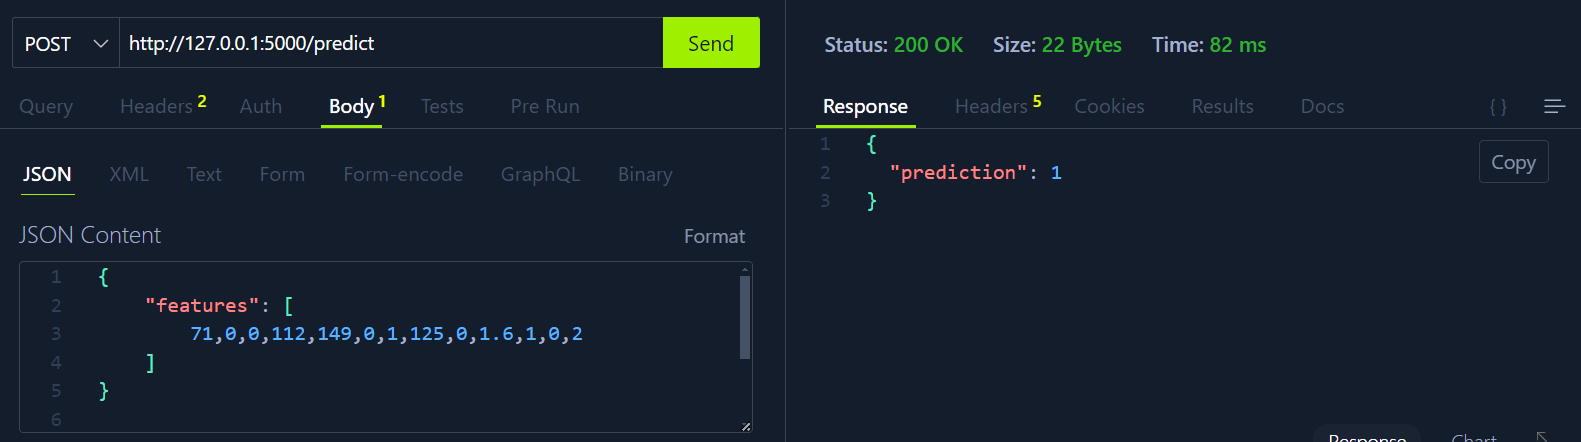 POST http://127.0.0.1:5000/predict Send
Query Headers 2 Auth Body 1 Tests Pre Run
JSON XML Text Form Form-encode GraphQL Binary
JSON Content Format
1 {
2 "features": [
3 71,0,0,112,149,0,1,125,0,1.6,1,0,2
4 ]
5 }
6
Status: 200 OK Size: 22 Bytes Time: 82 ms
Response Headers 5 Cookies Results Docs { }
1 {
2 "prediction": 1
3 }
Copy
Response Chart